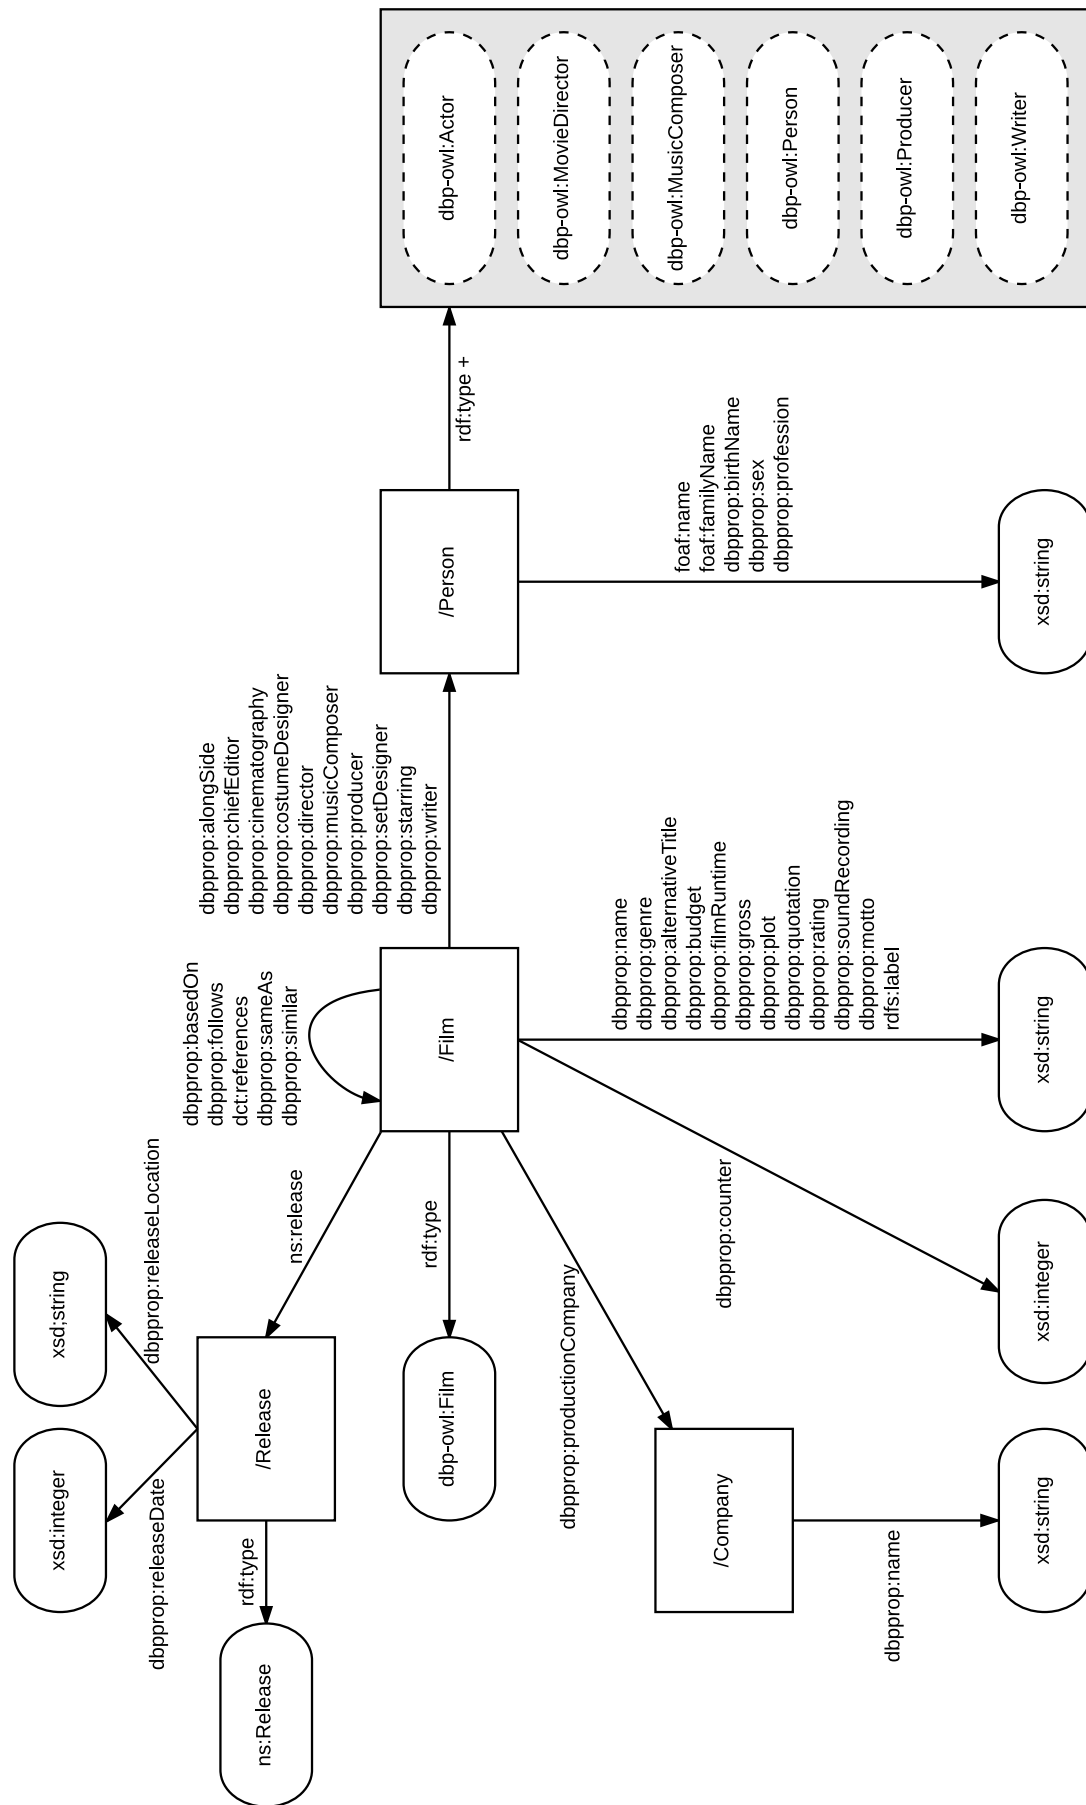 xsd:integer
xsd;string
dbpprop:releaseDate
dbpprop:releaseLocation
ns:Release
rdf:type
/Release
ns:release
dbpprop:basedOn
dbpprop:follows
dct:references
dbpprop:sameAs
dbpprop:similar
dbpprop:alongSide
dbpprop:chiefEditor
dbpprop:cinematography
dbpprop:costumeDesigner
dbpprop:director
dbpprop:musicComposer
dbpprop:producer
dbpprop:setDesigner
dbpprop:starring
dbpprop:writer
dbp-owl:Film
rdf:type
/Film
/Person
rdf:type +
dbp-owl:Actor
dbp-owl:MovieDirector
dbp-owl:MusicComposer
dbp-owl:Person
dbp-owl:Producer
dbp-owl:Writer
dbpprop:productionCompany
/Company
dbpprop:counter
dbpprop:name
dbpprop:genre
dbpprop:alternativeTitle
dbpprop:budget
dbpprop:filmRuntime
dbpprop:gross
dbpprop:plot
dbpprop:quotation
dbpprop:rating
dbpprop:soundRecording
dbpprop:motto
rdfs:label
foaf:name
foaf:familyName
dbpprop:birthName
dbpprop:sex
dbpprop:profession
dbpprop:name
xsd:string
xsd:integer
xsd:string
xsd:string